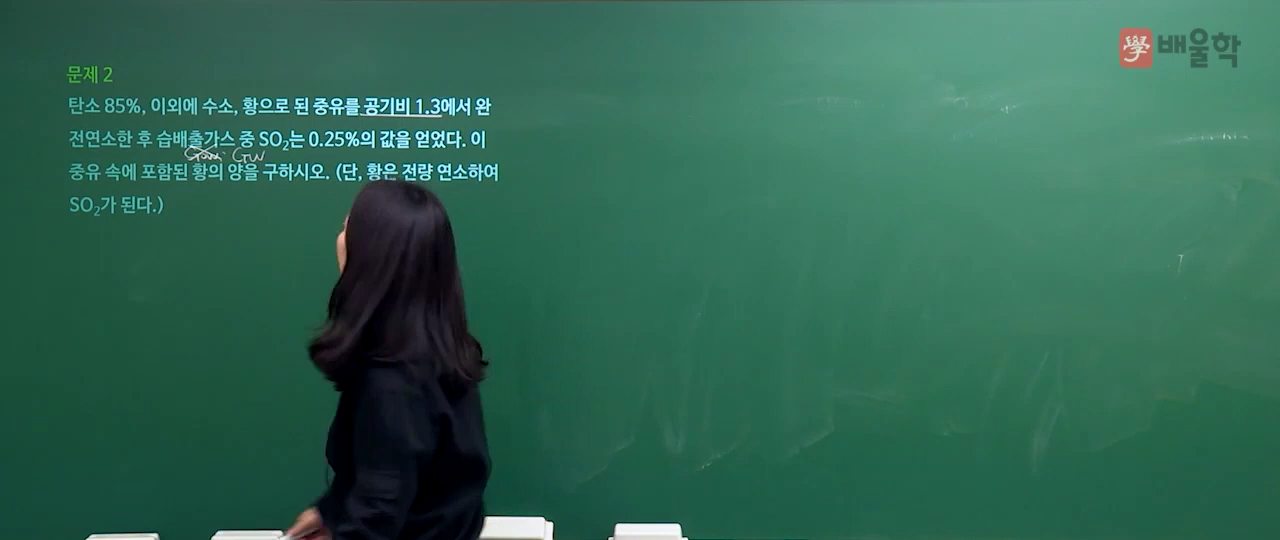 學 배울학
문제 2
탄소 85%, 이외에 수소, 황으로 된 중유를 공기비 1.3에서 완
전연소한 후 습배출가스 중 SO₂는 0.25%의 값을 얻었다. 이
GW
중유 속에 포함된 황의 양을 구하시오. (단, 황은 전량 연소하여
SO₂가 된다.)